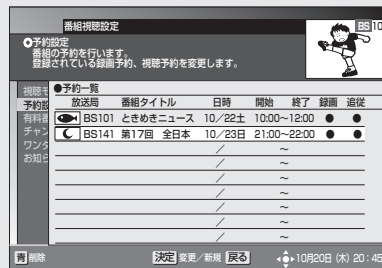 番組視聴設定
BS 10
予約設定
番組の予約を行います。
登録されている録画予約、視聴予約を変更します。
視聴
予約設
有料番
チャン
ワンタ
お知ら
●予約一覧
放送局 番組タイトル 日時 開始 終了 録画 追従
BS101 ときめきニュース 10/22土 10:00~12:00 ● ●
BS141 第17回 全日本 10/23日 21:00~22:00 ● ●
/ ~
/ ~
/ ~
/ ~
/ ~
/ ~
/ ~
青 削除 決定 変更/新規 戻る 10月20日 (木) 20:45